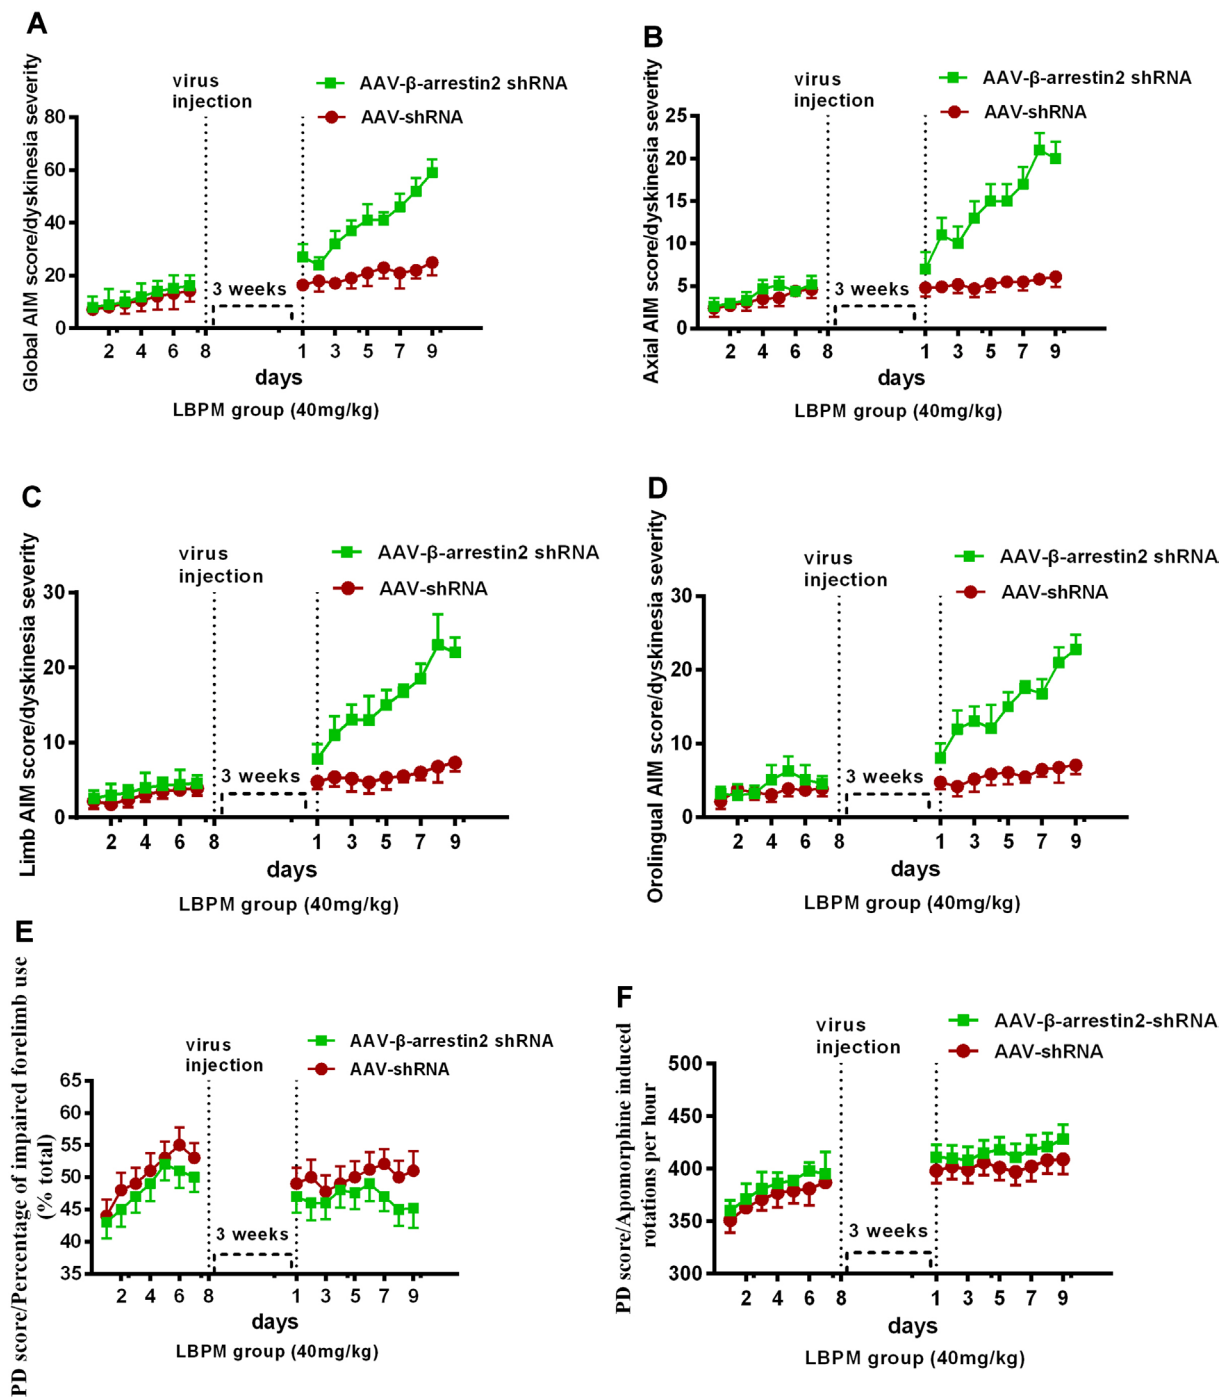 A
Global AIM score/dyskinesia severity
virus
injection
AAV-β-arrestin2 shRNA
AAV-shRNA
80
60
40
20
0
3 weeks
2 4 6 8 1 3 5 7 9
days
LBPM group (40mg/kg)
B
Axial AIM score/dyskinesia severity
virus
injection
AAV-β-arrestin2 shRNA
AAV-shRNA
25
20
15
10
5
0
3 weeks
2 4 6 8 1 3 5 7 9
days
LBPM group (40mg/kg)
C
Limb AIM score/dyskinesia severity
virus
injection
AAV-β-arrestin2 shRNA
AAV-shRNA
30
20
10
0
3 weeks
2 4 6 8 1 3 5 7 9
days
LBPM group (40mg/kg)
D
Orolingual AIM score/dyskinesia severity
virus
injection
AAV-β-arrestin2 shRNA
AAV-shRNA
30
20
10
0
3 weeks
2 4 6 8 1 3 5 7 9
days
LBPM group (40mg/kg)
E
PD score/Percentage of impaired forelimb use
(% total)
virus
injection
AAV-β-arrestin2 shRNA
AAV-shRNA
65
60
55
50
45
40
35
3 weeks
2 4 6 8 1 3 5 7 9
days
LBPM group (40mg/kg)
F
PD score/Apomorphine induced
rotations per hour
virus
injection
AAV-β-arrestin2-shRNA
AAV-shRNA
500
450
400
350
300
3 weeks
2 4 6 8 1 3 5 7 9
days
LBPM group (40mg/kg)